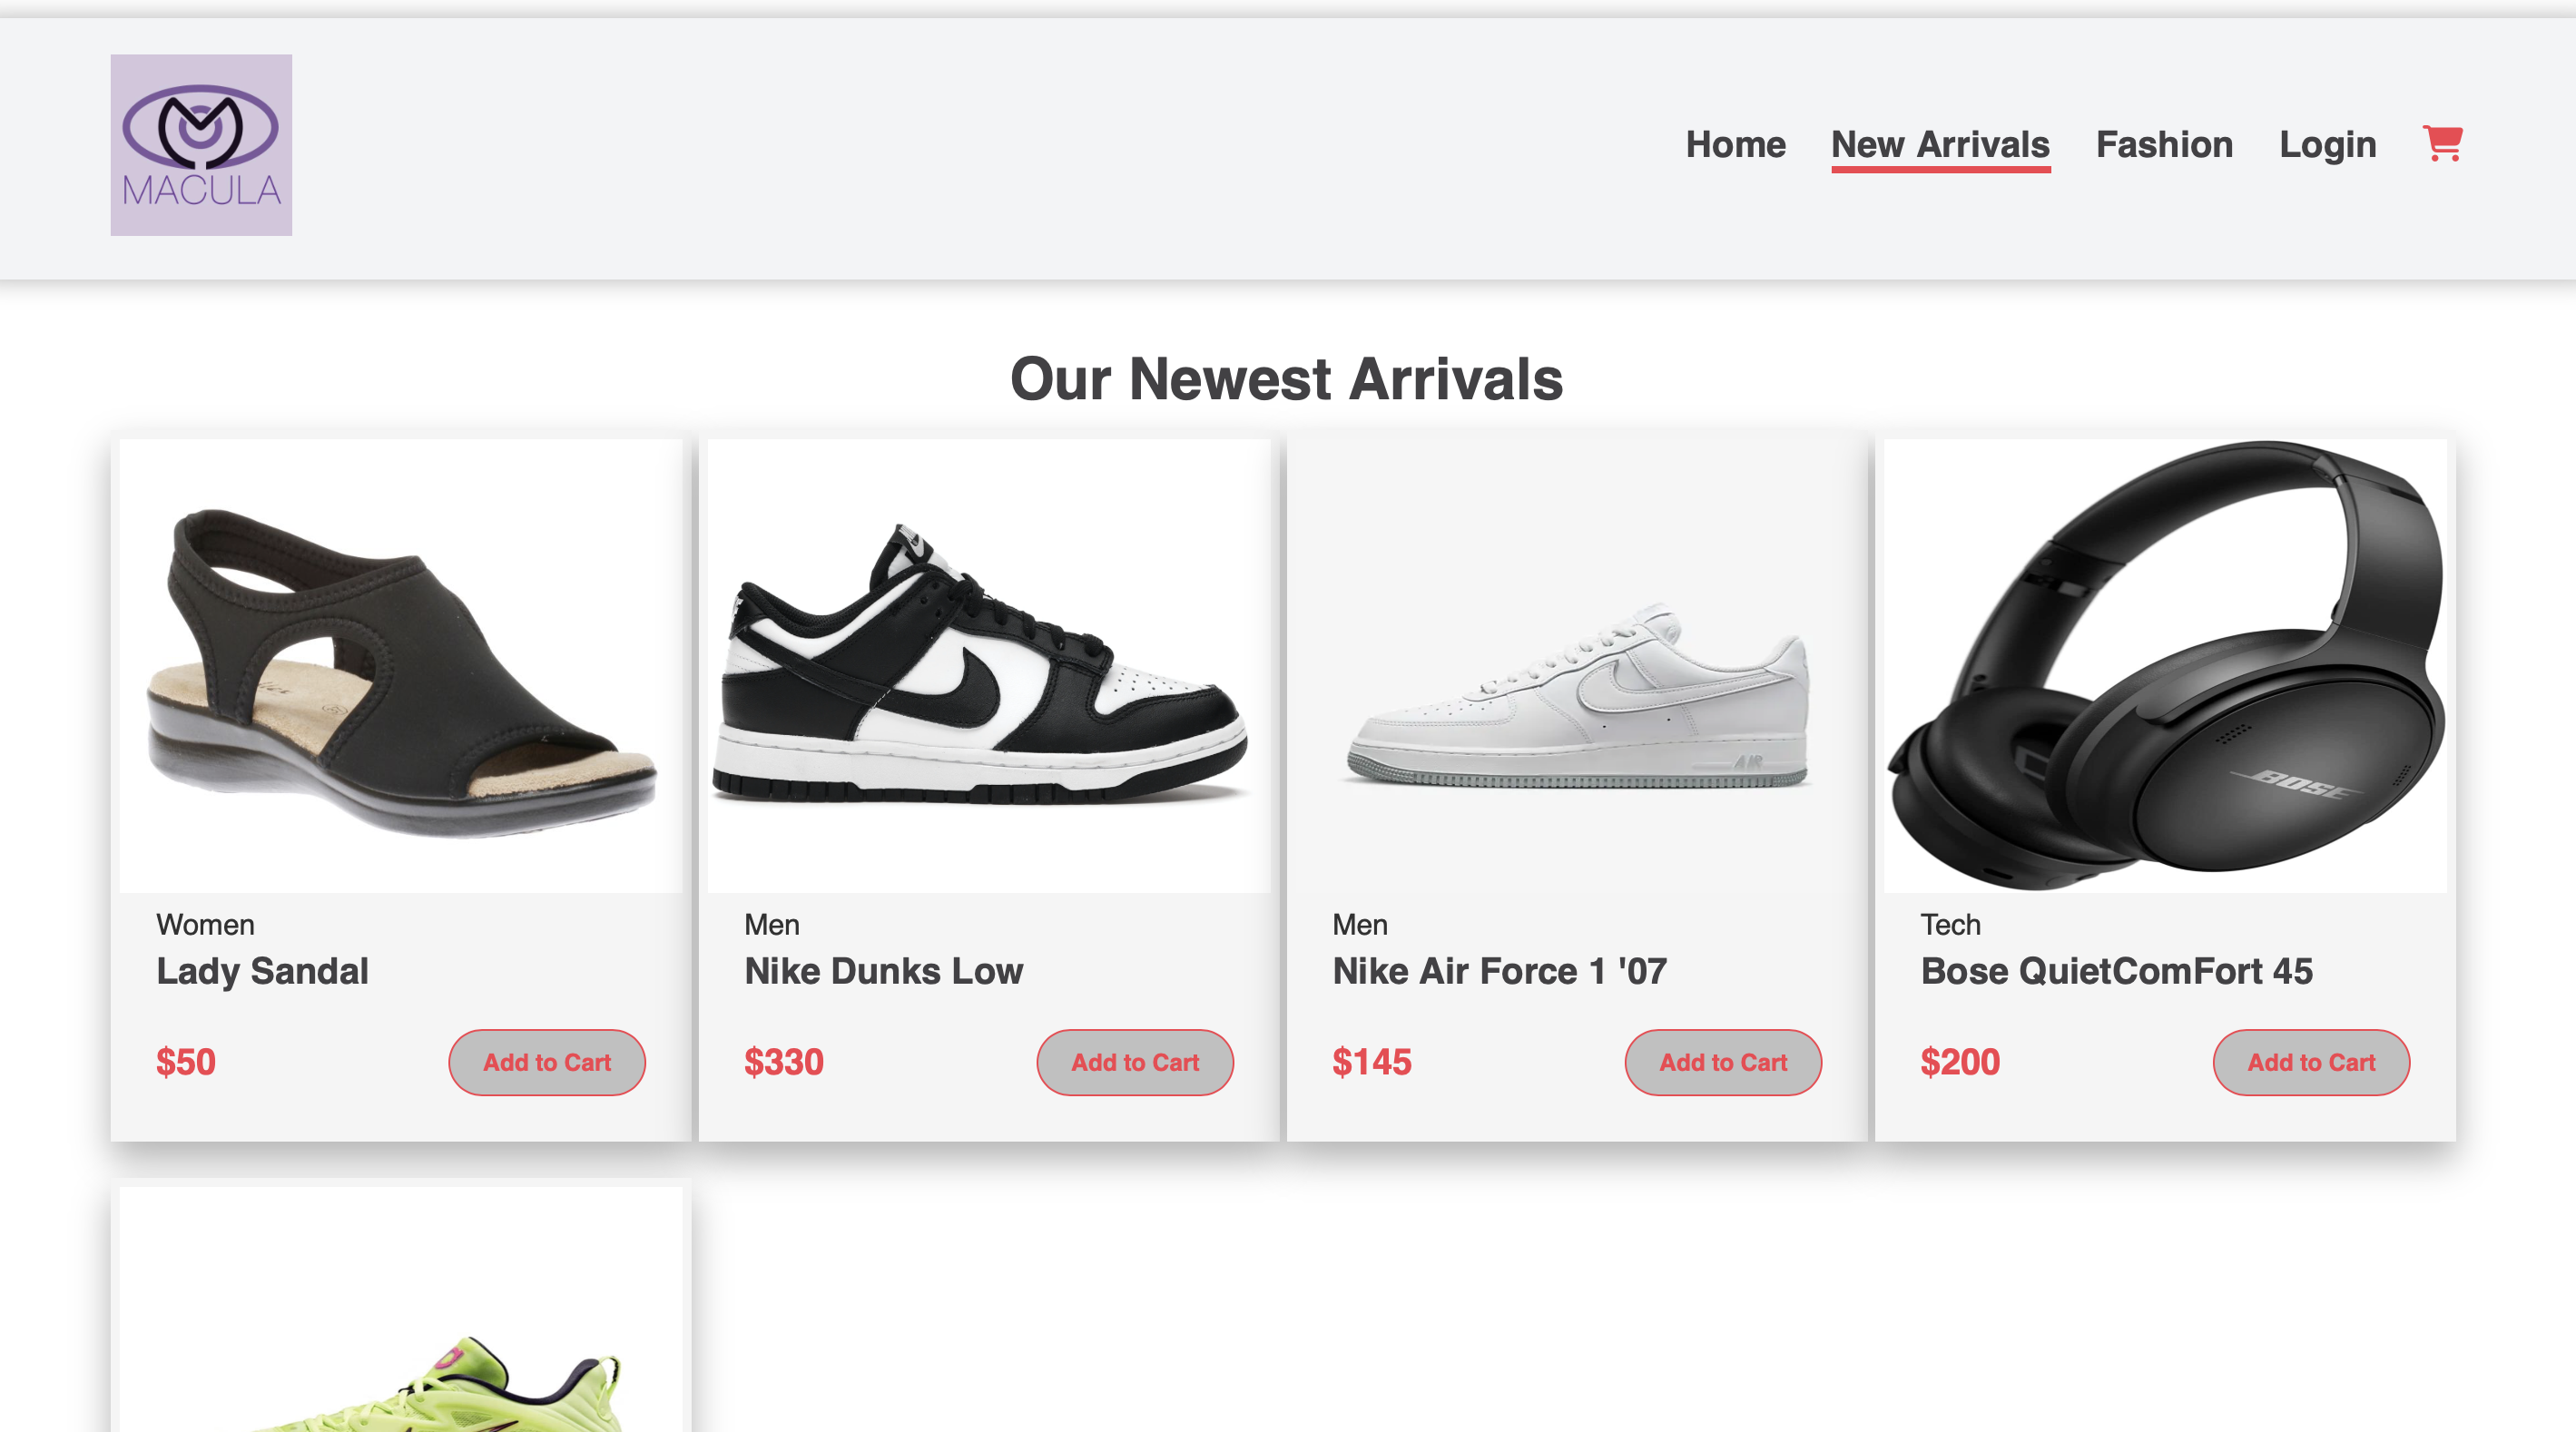 MACULA
Home New Arrivals Fashion Login
Our Newest Arrivals
BOSE
AIR
Women
Lady Sandal
$50 Add to Cart
Men
Nike Dunks Low
$330 Add to Cart
Men
Nike Air Force 1 '07
$145 Add to Cart
Tech
Bose QuietComFort 45
$200 Add to Cart